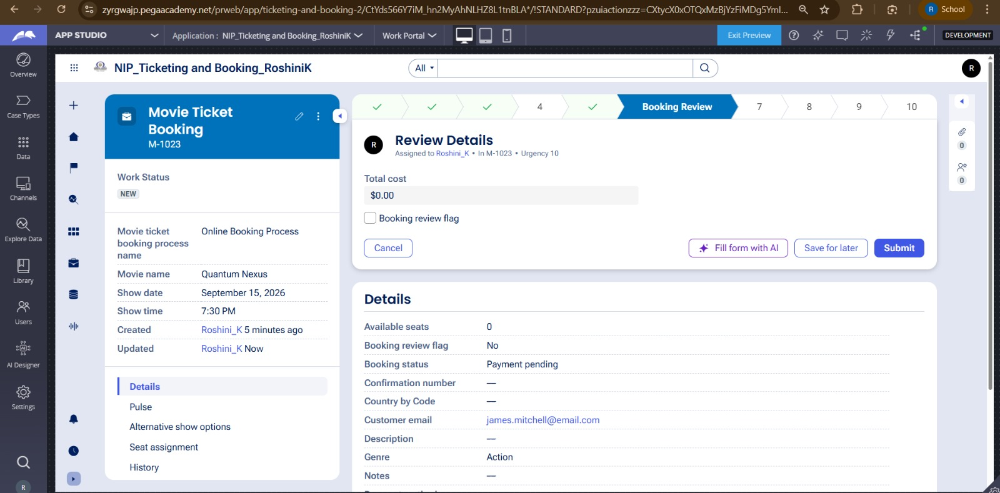 zyrgwajp.pegaacademy.net/prweb/app/ticketing-and-booking-2/CtYds566Y7iM_hn2MyAhNLHZ8L1tnBLA*/!STANDARD?pzuiactionzzz=CXtycX0xOTQxMzBjYzFiMDg5YmI...
R School
APP STUDIO
Application : NIP_Ticketing and Booking_RoshiniK
Work Portal
Exit Preview
DEVELOPMENT
Overview
Case Types
Data
Channels
Explore Data
Library
Users
AI
AI Designer
Settings
R
NIP_Ticketing and Booking_RoshiniK
All
R
Movie Ticket
Booking
M-1023
Work Status
NEW
Movie ticket booking process name Online Booking Process
Movie name Quantum Nexus
Show date September 15, 2026
Show time 7:30 PM
Created Roshini_K 5 minutes ago
Updated Roshini_K Now
Details
Pulse
Alternative show options
Seat assignment
History
4 Booking Review 7 8 9 10
R
Review Details
Assigned to Roshini_K • In M-1023 • Urgency 10
Total cost
$0.00
Booking review flag
Cancel Fill form with AI Save for later Submit
Details
Available seats 0
Booking review flag No
Booking status Payment pending
Confirmation number —
Country by Code —
Customer email james.mitchell@email.com
Description —
Genre Action
Notes —
0
0